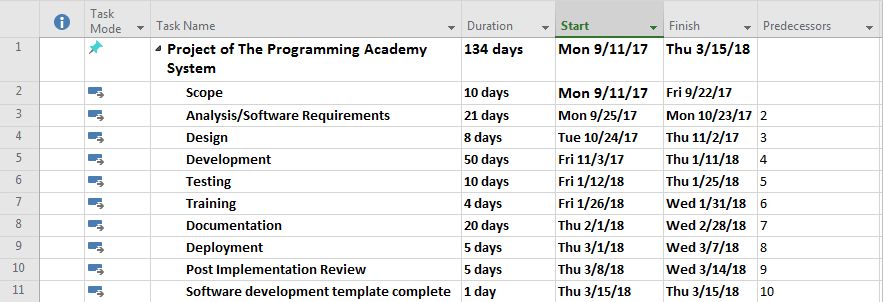 Task Mode Task Name Duration Start Finish Predecessors
1 Project of The Programming Academy System 134 days Mon 9/11/17 Thu 3/15/18
2 Scope 10 days Mon 9/11/17 Fri 9/22/17
3 Analysis/Software Requirements 21 days Mon 9/25/17 Mon 10/23/17 2
4 Design 8 days Tue 10/24/17 Thu 11/2/17 3
5 Development 50 days Fri 11/3/17 Thu 1/11/18 4
6 Testing 10 days Fri 1/12/18 Thu 1/25/18 5
7 Training 4 days Fri 1/26/18 Wed 1/31/18 6
8 Documentation 20 days Thu 2/1/18 Wed 2/28/18 7
9 Deployment 5 days Thu 3/1/18 Wed 3/7/18 8
10 Post Implementation Review 5 days Thu 3/8/18 Wed 3/14/18 9
11 Software development template complete 1 day Thu 3/15/18 Thu 3/15/18 10